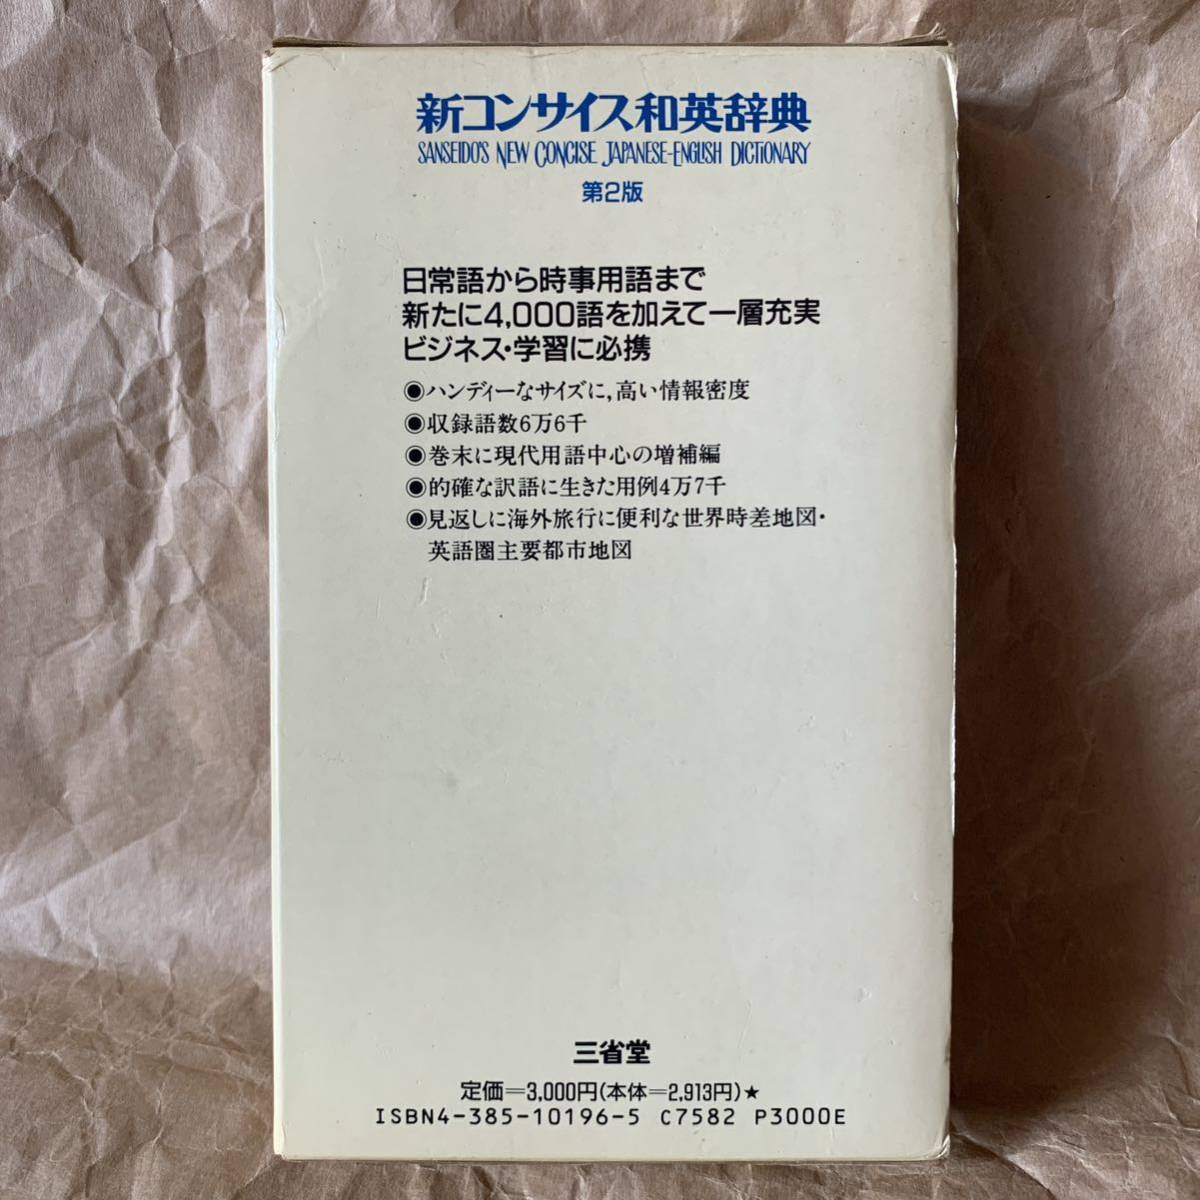 新コンサイス和英辞典
SANSEIDO'S NEW CONCISE JAPANESE-ENGLISH DICTIONARY
第2版
日常語から時事用語まで
新たに4,000語を加えて一層充実
ビジネス・学習に必携
◉ハンディーなサイズに,高い情報密度
◉収録語数6万6千
◉巻末に現代用語中心の増補編
◉的確な訳語に生きた用例4万7千
◉見返しに海外旅行に便利な世界時差地図・
英語圏主要都市地図
三省堂
定価=3,000円(本体=2,913円)★
ISBN4-385-10196-5 C7582 P3000E